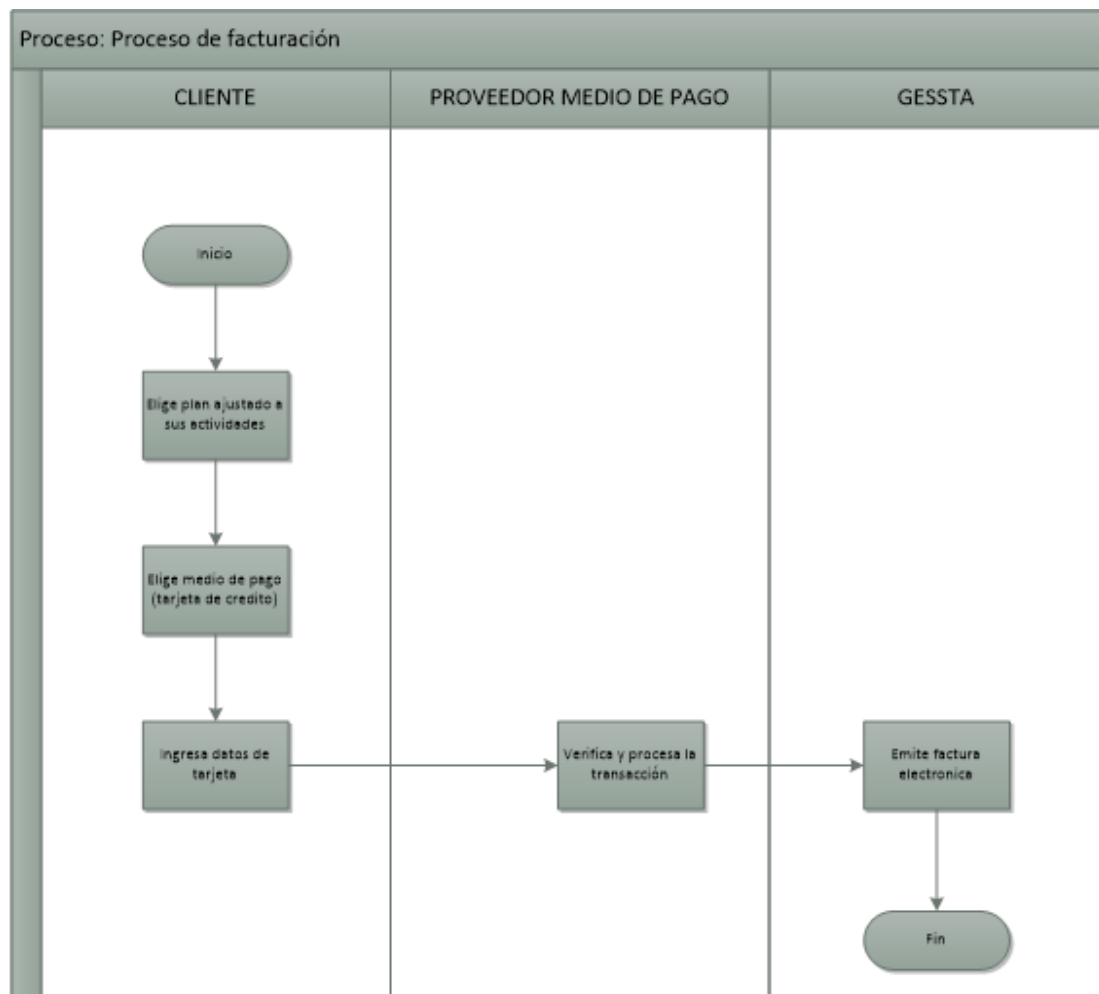 Proceso: Proceso de facturación
CLIENTE
PROVEEDOR MEDIO DE PAGO
GESSTA
Inicio
Elige plan ajustado a
sus actividades
Elige medio de pago
(tarjeta de credito)
Ingresa datos de
tarjeta
Verifica y procesa la
transacción
Emite factura
electronica
Fin